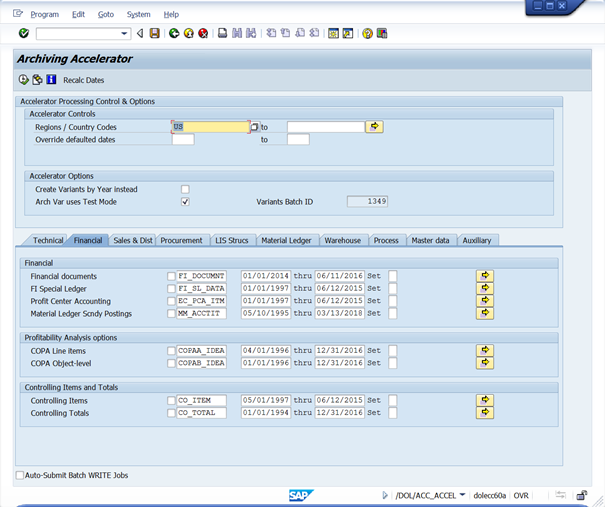 Program Edit Goto System Help
Archiving Accelerator
Recalc Dates
Accelerator Processing Control & Options
Accelerator Controls
Regions / Country Codes US to
Override defaulted dates to
Accelerator Options
Create Variants by Year instead
Arch Var uses Test Mode Variants Batch ID 1349
Technical Financial Sales & Dist Procurement LIS Strucs Material Ledger Warehouse Process Master data Auxiliary
Financial
Financial documents FI_DOCUMNT 01/01/2014 thru 06/11/2016 Set
FI Special Ledger FI_SL_DATA 01/01/1997 thru 06/12/2015 Set
Profit Center Accounting EC_PCA_ITM 01/01/1997 thru 06/12/2015 Set
Material Ledger Scndy Postings MM_ACCTIT 05/10/1995 thru 03/13/2018 Set
Profitability Analysis options
COPA Line items COPAA_IDEA 04/01/1996 thru 12/31/2016 Set
COPA Object-level COPAB_IDEA 01/01/1996 thru 12/31/2016 Set
Controlling Items and Totals
Controlling Items CO_ITEM 05/01/1997 thru 06/12/2015 Set
Controlling Totals CO_TOTAL 01/01/1994 thru 12/31/2016 Set
Auto-Submit Batch WRITE Jobs
SAP /DOL/ACC_ACCEL dolecc60a OVR